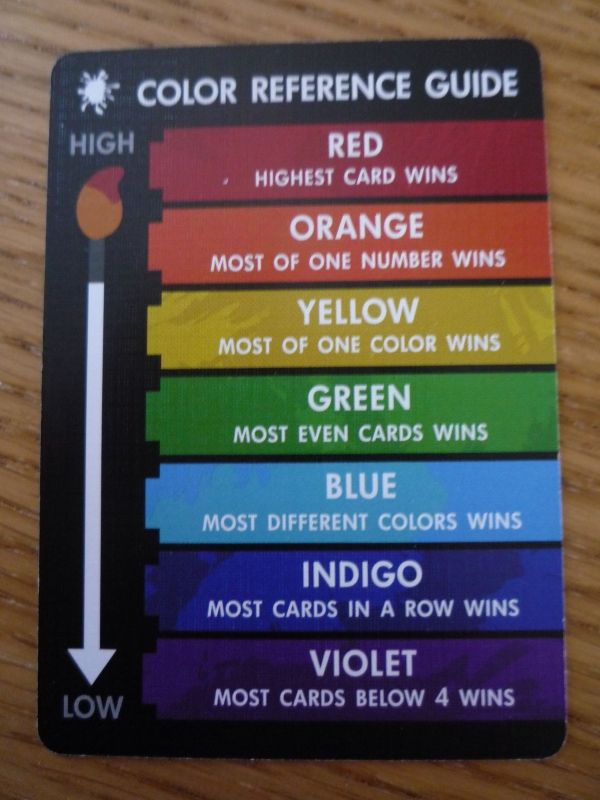 COLOR REFERENCE GUIDE
HIGH
RED
HIGHEST CARD WINS
ORANGE
MOST OF ONE NUMBER WINS
YELLOW
MOST OF ONE COLOR WINS
GREEN
MOST EVEN CARDS WINS
BLUE
MOST DIFFERENT COLORS WINS
INDIGO
MOST CARDS IN A ROW WINS
VIOLET
MOST CARDS BELOW 4 WINS
LOW